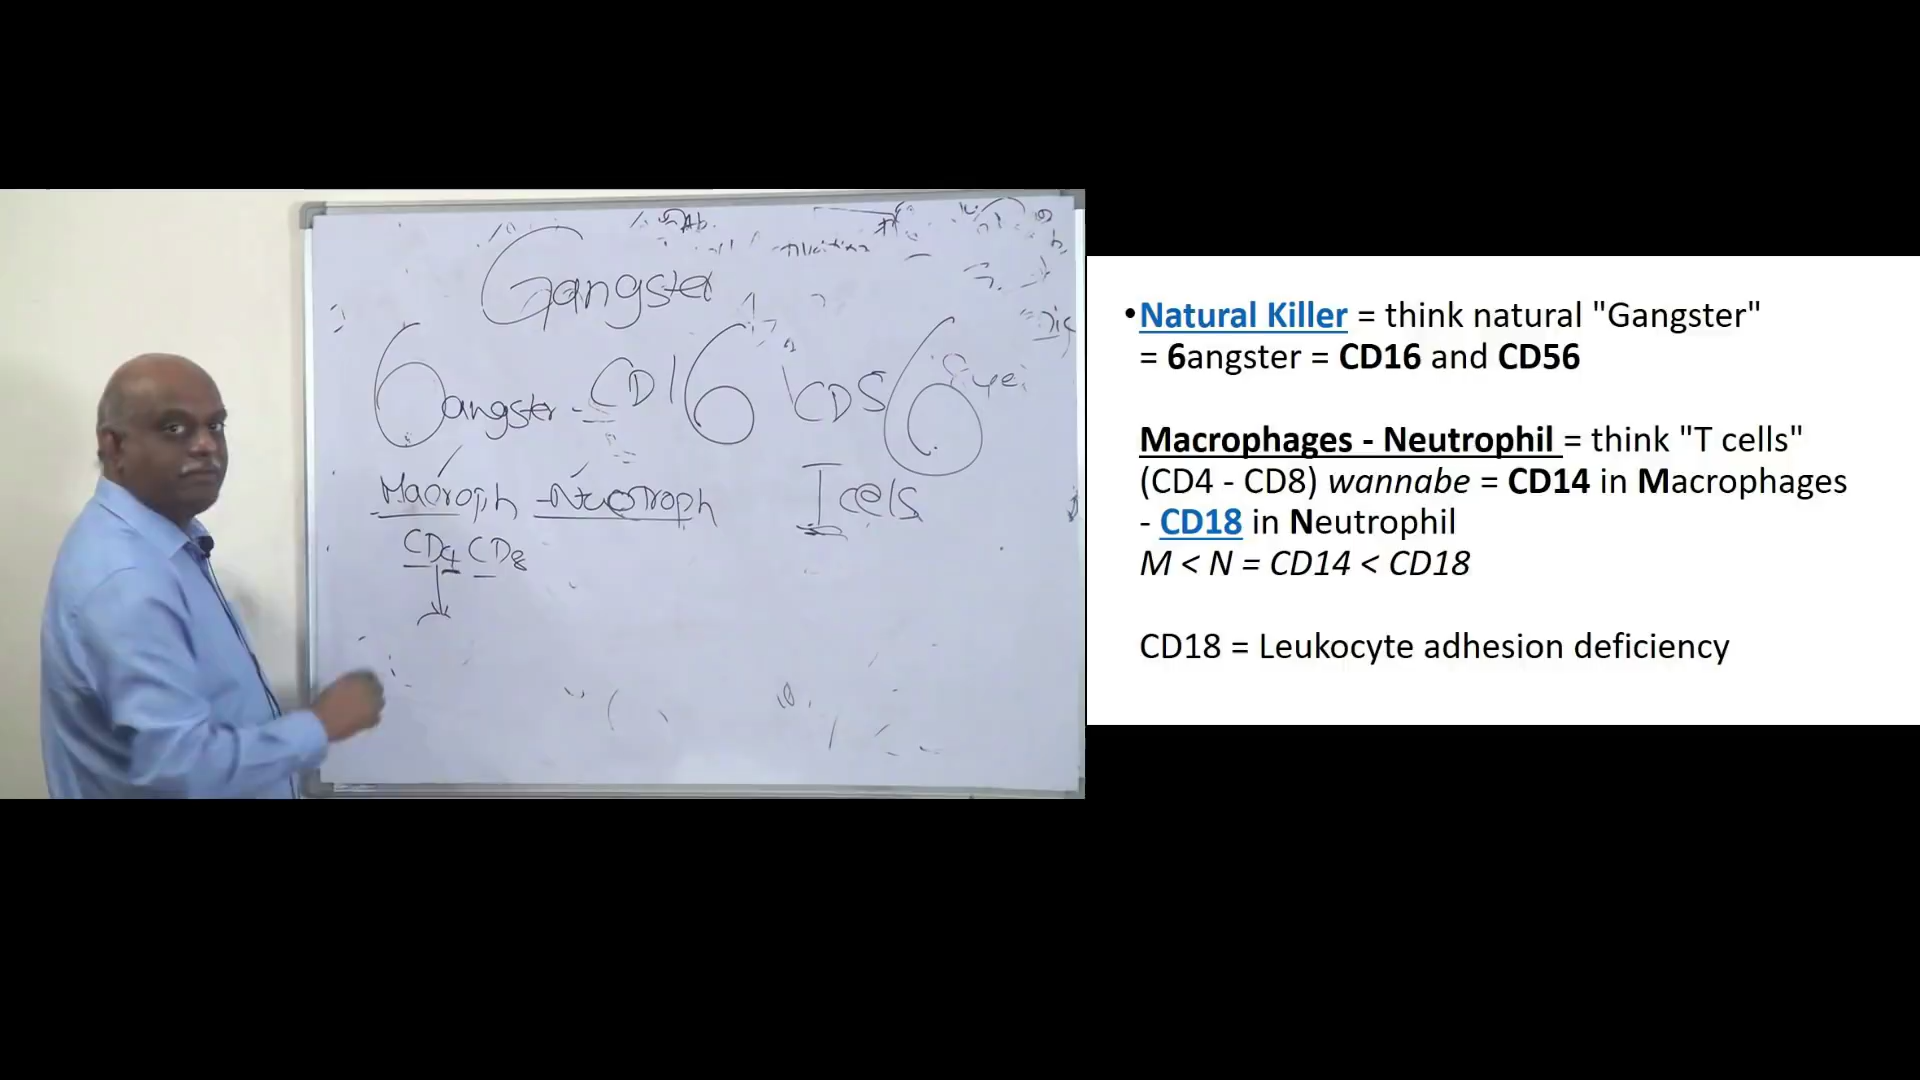 Gangster
6angster - CD16 CD56
Macroph - Neutroph T cells
CD4 CD8
•Natural Killer = think natural "Gangster"
= 6angster = CD16 and CD56
Macrophages - Neutrophil = think "T cells"
(CD4 - CD8) wannabe = CD14 in Macrophages
- CD18 in Neutrophil
M < N = CD14 < CD18
CD18 = Leukocyte adhesion deficiency